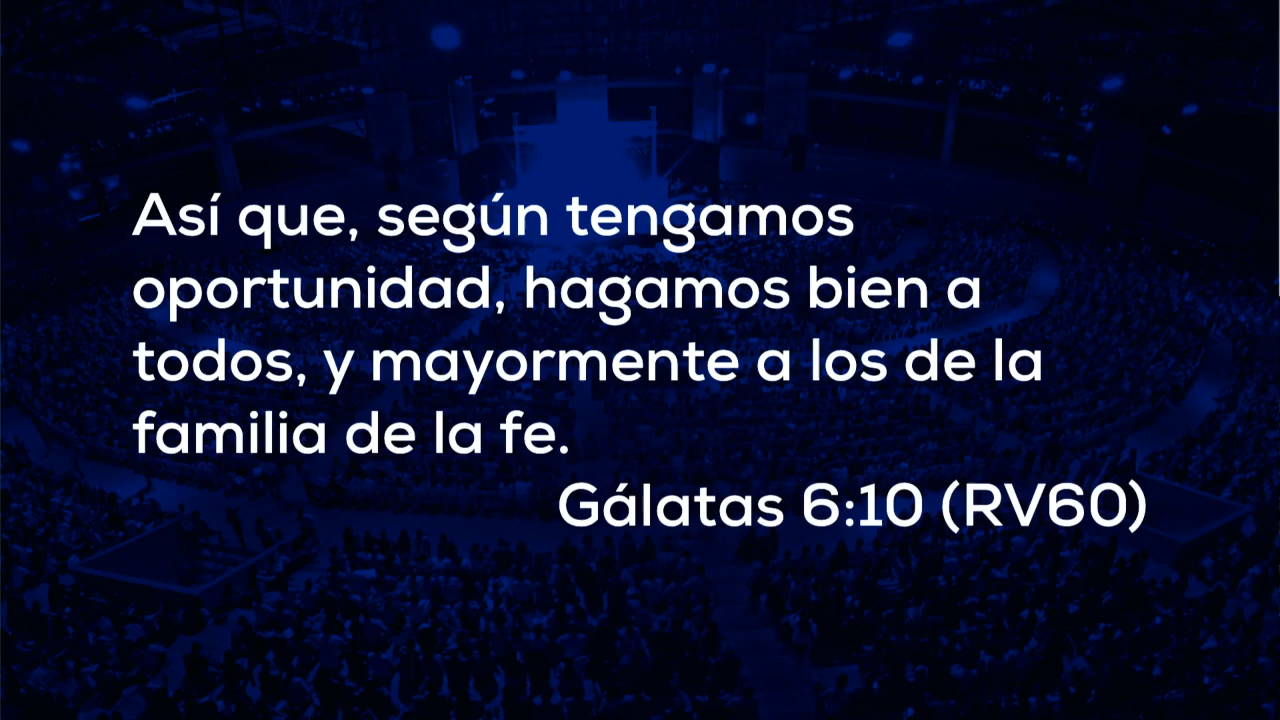 Así que, según tengamos
oportunidad, hagamos bien a
todos, y mayormente a los de la
familia de la fe.
Gálatas 6:10 (RV60)